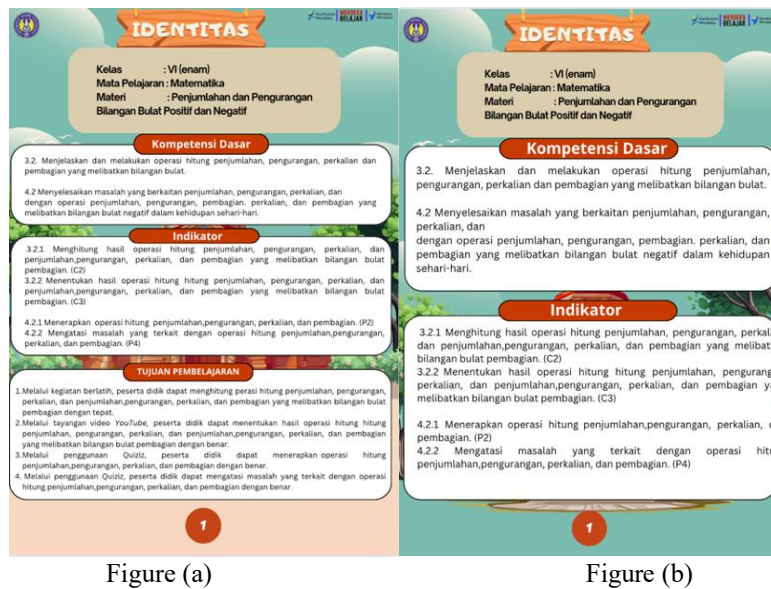 IDENTITAS
MERDEKA
BELAJAR
Kelas : VI (enam)
Mata Pelajaran : Matematika
Materi : Penjumlahan dan Pengurangan
Bilangan Bulat Positif dan Negatif
Kompetensi Dasar
3.2. Menjelaskan dan melakukan operasi hitung penjumlahan, pengurangan, perkalian dan
pembagian yang melibatkan bilangan bulat.
4.2 Menyelesaikan masalah yang berkaitan penjumlahan, pengurangan, perkalian, dan
dengan operasi penjumlahan, pengurangan, pembagian. perkalian, dan pembagian yang
melibatkan bilangan bulat negatif dalam kehidupan sehari-hari.
Indikator
3.2.1 Menghitung hasil operasi hitung penjumlahan, pengurangan, perkalian, dan
penjumlahan,pengurangan, perkalian, dan pembagian yang melibatkan bilangan bulat
pembagian. (C2)
3.2.2 Menentukan hasil operasi hitung hitung penjumlahan, pengurangan, perkalian, dan
penjumlahan,pengurangan, perkalian, dan pembagian yang melibatkan bilangan bulat
pembagian. (C3)
4.2.1 Menerapkan operasi hitung penjumlahan,pengurangan, perkalian, dan pembagian. (P2)
4.2.2 Mengatasi masalah yang terkait dengan operasi hitung penjumlahan,pengurangan,
perkalian, dan pembagian. (P4)
TUJUAN PEMBELAJARAN
1.Melalui kegiatan berlatih, peserta didik dapat menghitung perasi hitung penjumlahan, pengurangan,
perkalian, dan penjumlahan,pengurangan, perkalian, dan pembagian yang melibatkan bilangan bulat
pembagian dengan tepat.
2.Melalui tayangan video YouTube, peserta didik dapat menentukan hasil operasi hitung hitung
penjumlahan, pengurangan, perkalian, dan penjumlahan,pengurangan, perkalian, dan pembagian
yang melibatkan bilangan bulat pembagian dengan benar.
3.Melalui penggunaan Quiziz, peserta didik dapat menerapkan operasi hitung
penjumlahan,pengurangan, perkalian, dan pembagian dengan benar.
4. Melalui penggunaan Quiziz, peserta didik dapat mengatasi masalah yang terkait dengan operasi
hitung penjumlahan,pengurangan, perkalian, dan pembagian dengan benar.
1
Figure (a)
IDENTITAS
MERDEKA
BELAJAR
Kelas : VI (enam)
Mata Pelajaran : Matematika
Materi : Penjumlahan dan Pengurangan
Bilangan Bulat Positif dan Negatif
Kompetensi Dasar
3.2. Menjelaskan dan melakukan operasi hitung penjumlahan,
pengurangan, perkalian dan pembagian yang melibatkan bilangan bulat.
4.2 Menyelesaikan masalah yang berkaitan penjumlahan, pengurangan,
perkalian, dan
dengan operasi penjumlahan, pengurangan, pembagian. perkalian, dan
pembagian yang melibatkan bilangan bulat negatif dalam kehidupan
sehari-hari.
Indikator
3.2.1 Menghitung hasil operasi hitung penjumlahan, pengurangan, perkali
dan penjumlahan,pengurangan, perkalian, dan pembagian yang melibat
bilangan bulat pembagian. (C2)
3.2.2 Menentukan hasil operasi hitung hitung penjumlahan, pengurang
perkalian, dan penjumlahan,pengurangan, perkalian, dan pembagian ya
melibatkan bilangan bulat pembagian. (C3)
4.2.1 Menerapkan operasi hitung penjumlahan,pengurangan, perkalian,
pembagian. (P2)
4.2.2 Mengatasi masalah yang terkait dengan operasi hitu
penjumlahan,pengurangan, perkalian, dan pembagian. (P4)
1
Figure (b)